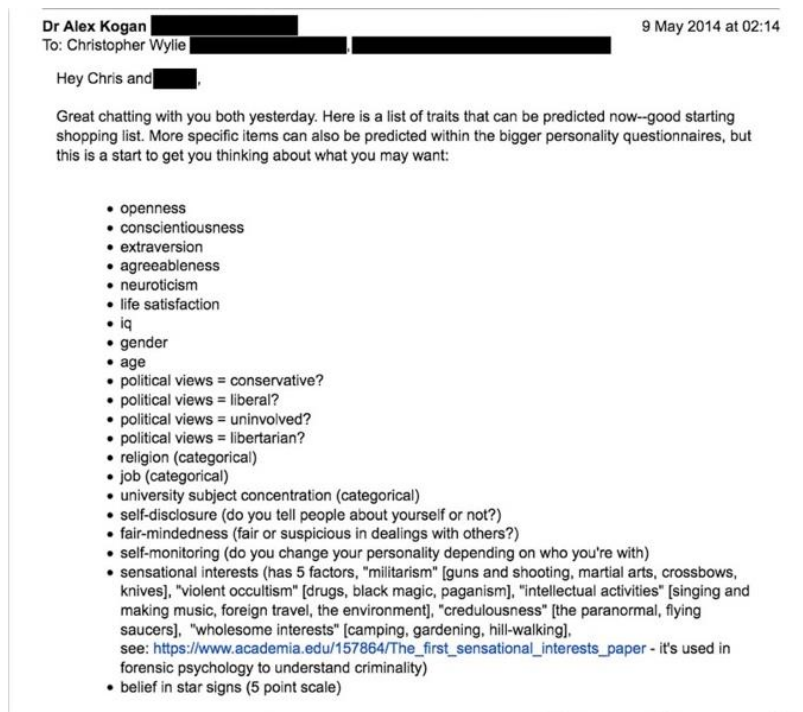 Dr Alex Kogan
9 May 2014 at 02:14
To: Christopher Wylie ,
Hey Chris and ,
Great chatting with you both yesterday. Here is a list of traits that can be predicted now--good starting
shopping list. More specific items can also be predicted within the bigger personality questionnaires, but
this is a start to get you thinking about what you may want:
• openness
• conscientiousness
• extraversion
• agreeableness
• neuroticism
• life satisfaction
• iq
• gender
• age
• political views = conservative?
• political views = liberal?
• political views = uninvolved?
• political views = libertarian?
• religion (categorical)
• job (categorical)
• university subject concentration (categorical)
• self-disclosure (do you tell people about yourself or not?)
• fair-mindedness (fair or suspicious in dealings with others?)
• self-monitoring (do you change your personality depending on who you're with)
• sensational interests (has 5 factors, "militarism" [guns and shooting, martial arts, crossbows,
knives], "violent occultism" [drugs, black magic, paganism], "intellectual activities" [singing and
making music, foreign travel, the environment], "credulousness" [the paranormal, flying
saucers], "wholesome interests" [camping, gardening, hill-walking],
see: https://www.academia.edu/157864/The_first_sensational_interests_paper - it's used in
forensic psychology to understand criminality)
• belief in star signs (5 point scale)